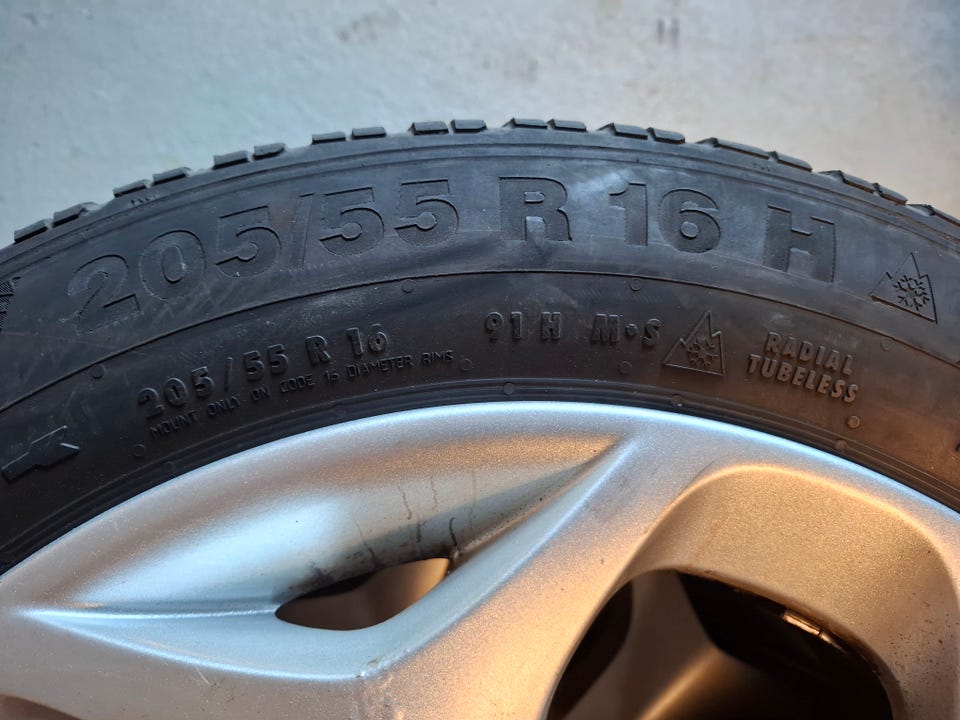 205/55 R 16 H
205/55 R 16 91 H M•S RADIAL
TUBELESS
MOUNT ONLY ON CODE 16 DIAMETER RIMS